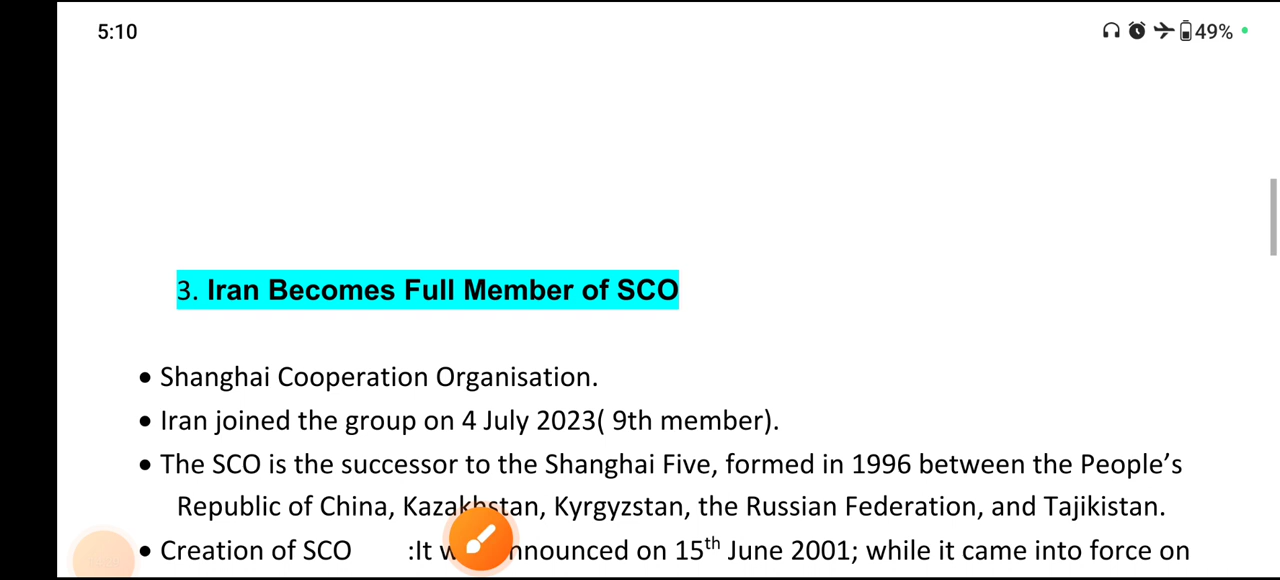 5:10
49%
3. Iran Becomes Full Member of SCO
• Shanghai Cooperation Organisation.
• Iran joined the group on 4 July 2023( 9th member).
• The SCO is the successor to the Shanghai Five, formed in 1996 between the People’s
Republic of China, Kazakhstan, Kyrgyzstan, the Russian Federation, and Tajikistan.
• Creation of SCO :It nnounced on 15th June 2001; while it came into force on